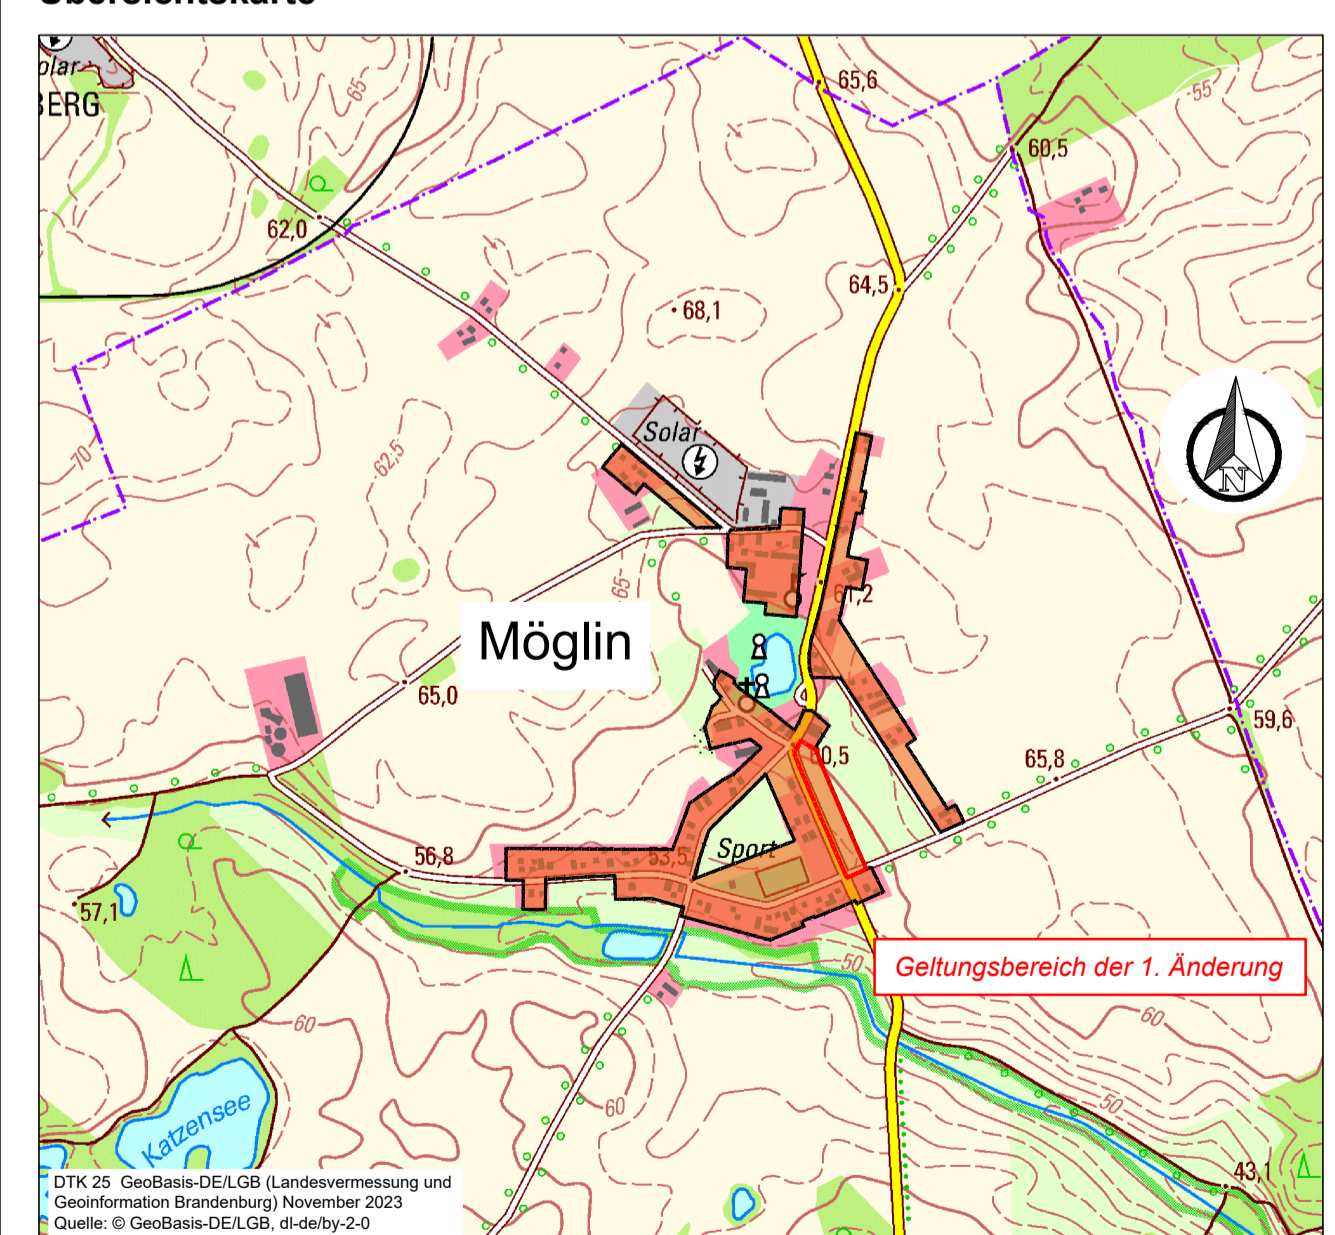 Übersichtskarte
olar
BERG
65
65,6
55
60,5
62,0
64,5
68,1
70
62,5
Solar
N
65
61,2
Möglin
65,0
59,6
60,5
65,8
Sport
53,5
56,8
57,1
50
Geltungsbereich der 1. Änderung
60
60
60
50
Katzensee
43,1
DTK 25 GeoBasis-DE/LGB (Landesvermessung und
Geoinformation Brandenburg) November 2023
Quelle: © GeoBasis-DE/LGB, dl-de/by-2-0